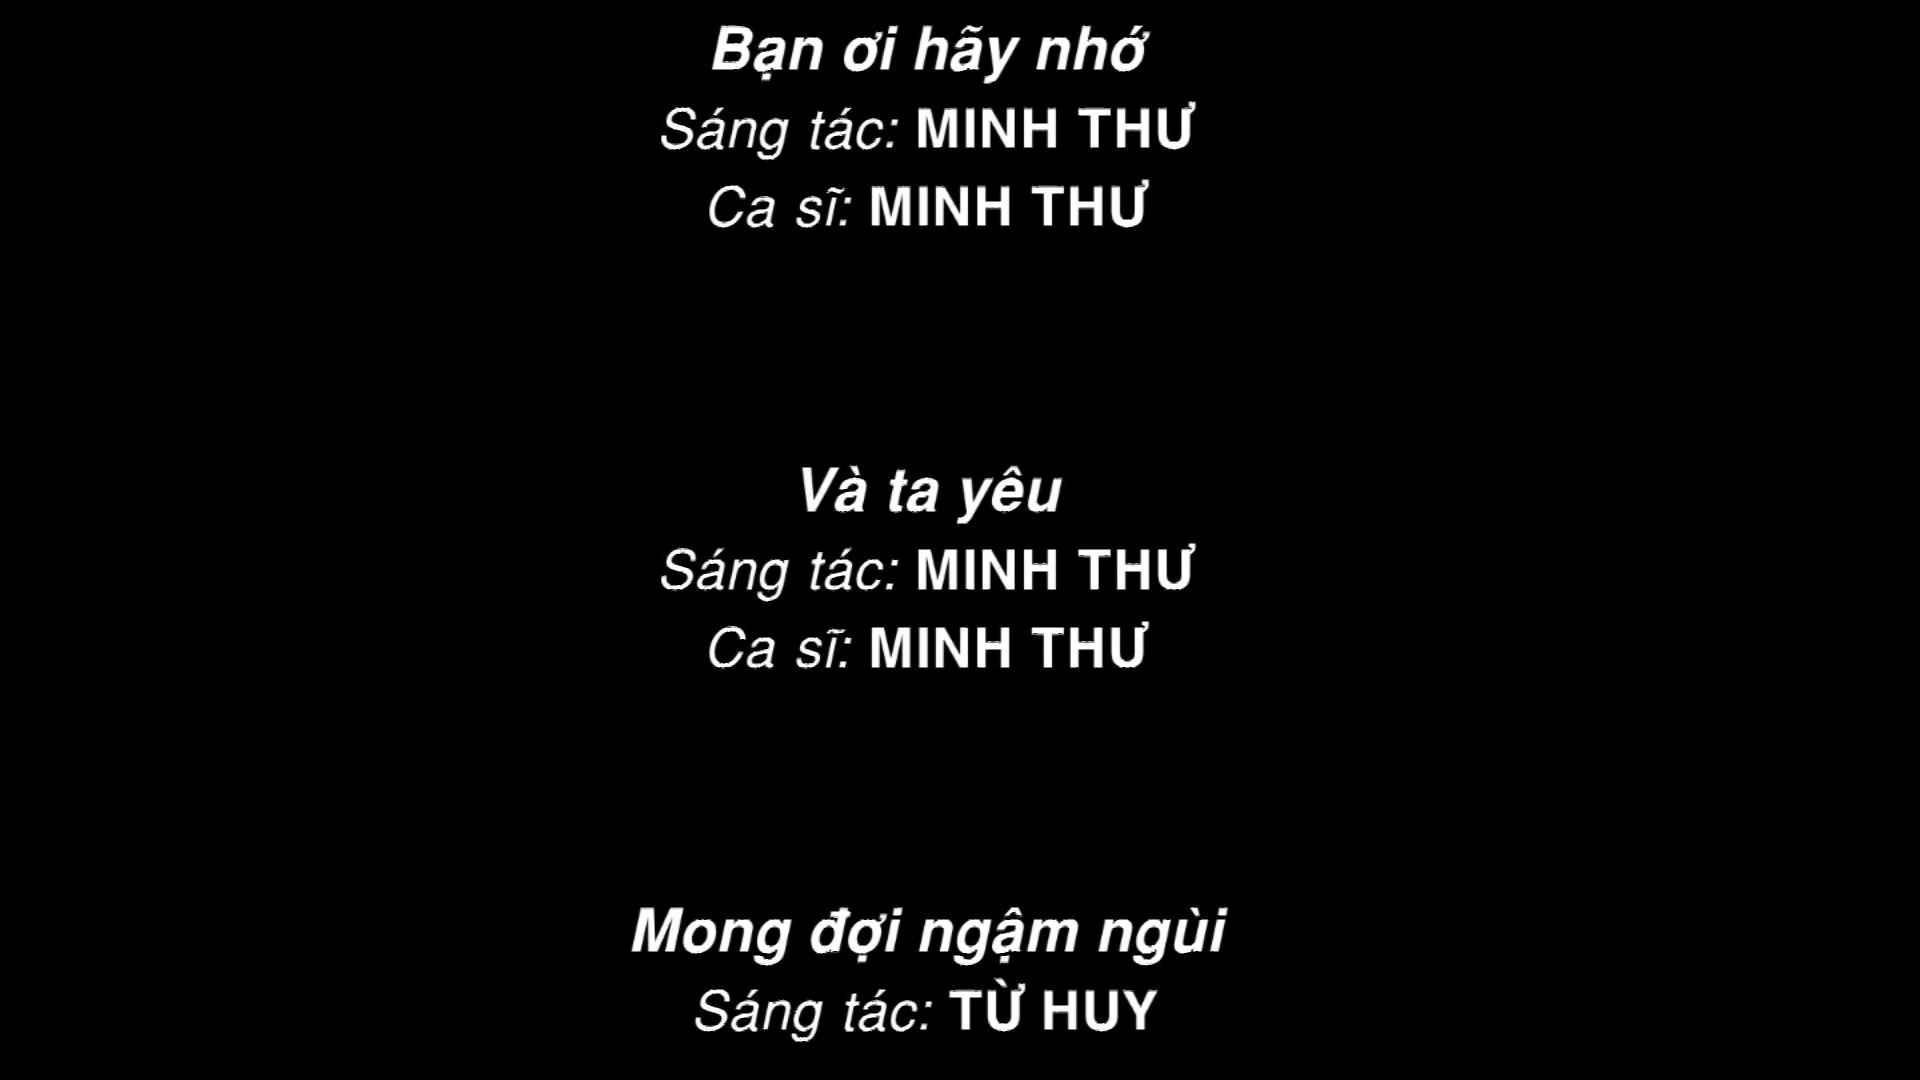 Bạn ơi hãy nhớ
Sáng tác: MINH THƯ
Ca sĩ: MINH THƯ
Và ta yêu
Sáng tác: MINH THƯ
Ca sĩ: MINH THƯ
Mong đợi ngậm ngùi
Sáng tác: TỪ HUY